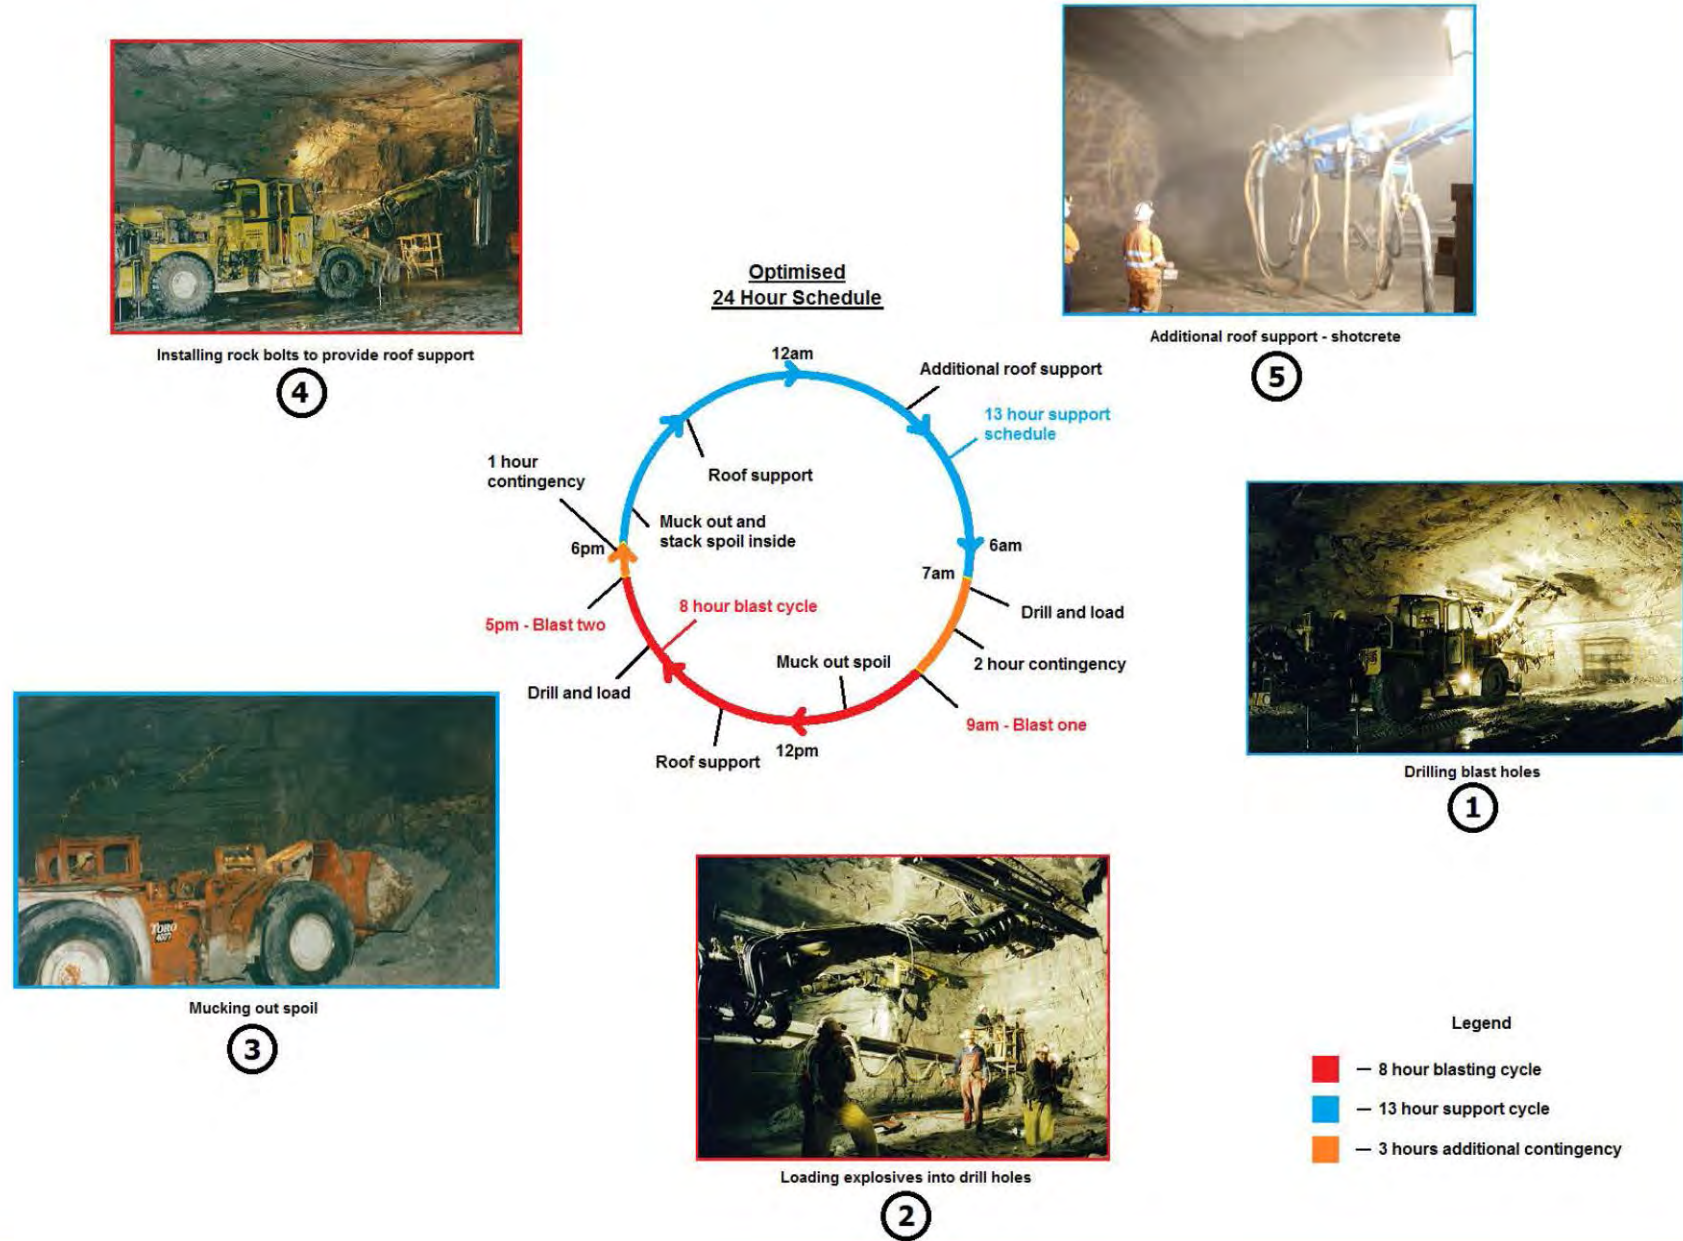 Optimised
24 Hour Schedule
12am
Additional roof support
13 hour support
schedule
Roof support
1 hour
contingency
Muck out and
stack spoil inside
6pm
6am
7am
Drill and load
2 hour contingency
5pm - Blast two
8 hour blast cycle
Muck out spoil
Drill and load
9am - Blast one
Roof support
12pm
Installing rock bolts to provide roof support
4
Additional roof support - shotcrete
5
Drilling blast holes
1
TORO
Mucking out spoil
3
Loading explosives into drill holes
2
Legend
— 8 hour blasting cycle
— 13 hour support cycle
— 3 hours additional contingency